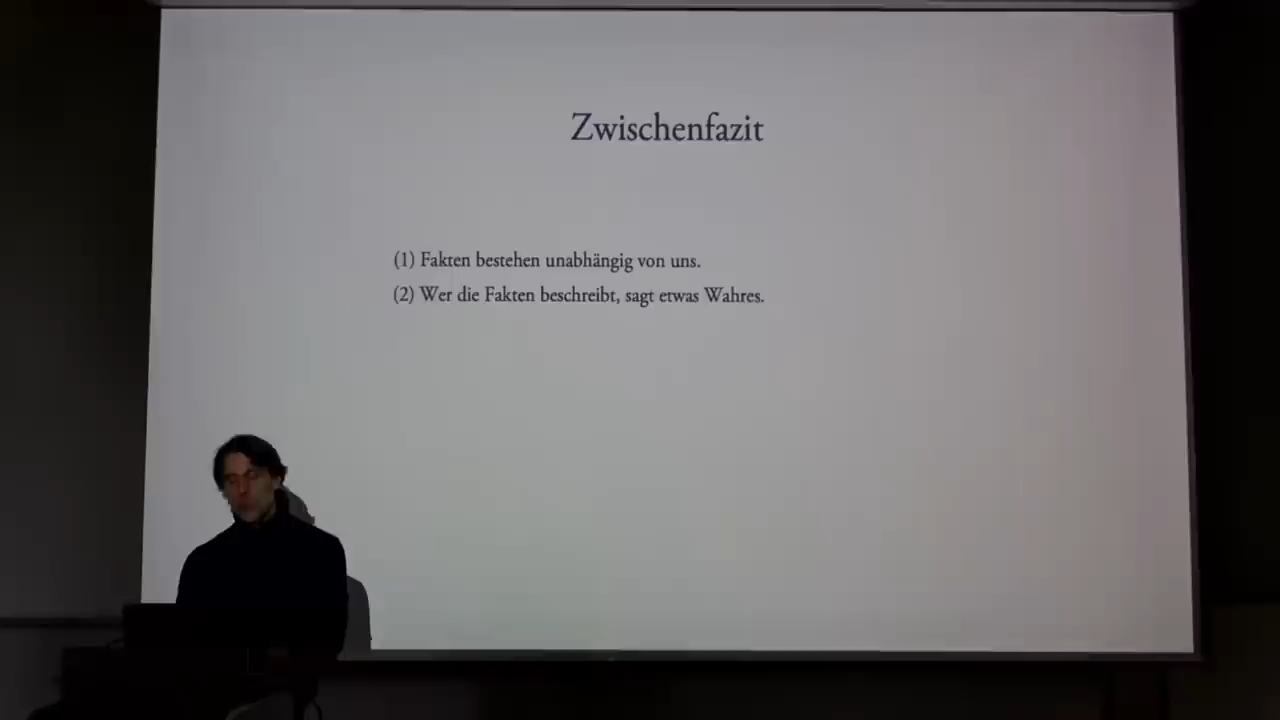 Zwischenfazit
(1) Fakten bestehen unabhängig von uns.
(2) Wer die Fakten beschreibt, sagt etwas Wahres.